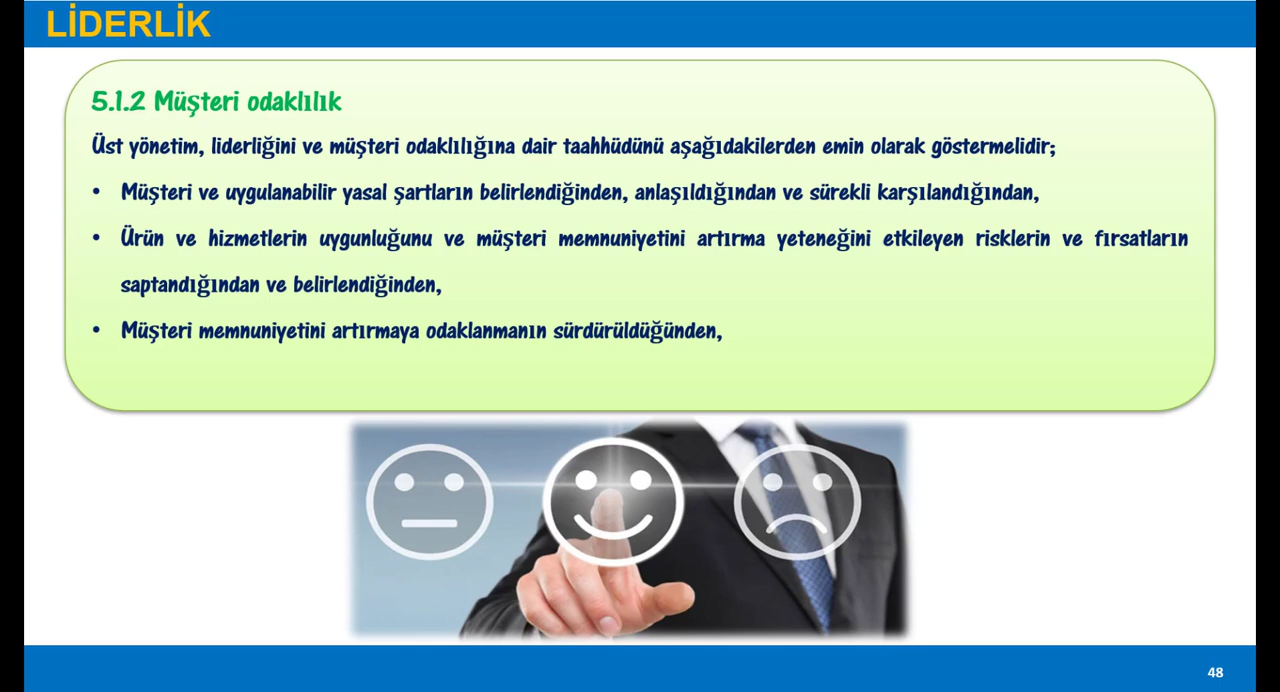 LİDERLİK
5.1.2 Müşteri odaklılık
Üst yönetim, liderliğini ve müşteri odaklılığına dair taahhüdünü aşağıdakilerden emin olarak göstermelidir;
• Müşteri ve uygulanabilir yasal şartların belirlendiğinden, anlaşıldığından ve sürekli karşılandığından,
• Ürün ve hizmetlerin uygunluğunu ve müşteri memnuniyetini artırma yeteneğini etkileyen risklerin ve fırsatların
saptandığından ve belirlendiğinden,
• Müşteri memnuniyetini artırmaya odaklanmanın sürdürüldüğünden,
48